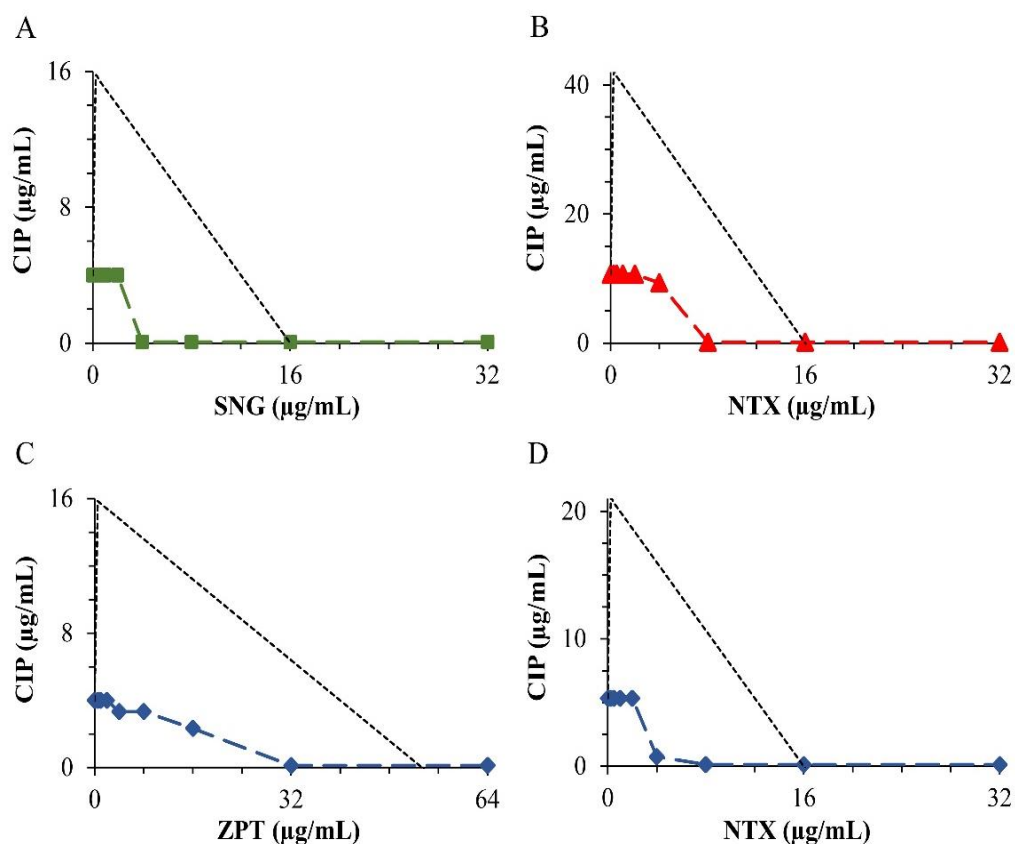 A
CIP (µg/mL)
16
8
0
0
16
32
SNG (µg/mL)
B
CIP (µg/mL)
40
20
0
0
16
32
NTX (µg/mL)
C
CIP (µg/mL)
16
8
0
0
32
64
ZPT (µg/mL)
D
CIP (µg/mL)
20
10
0
0
16
32
NTX (µg/mL)